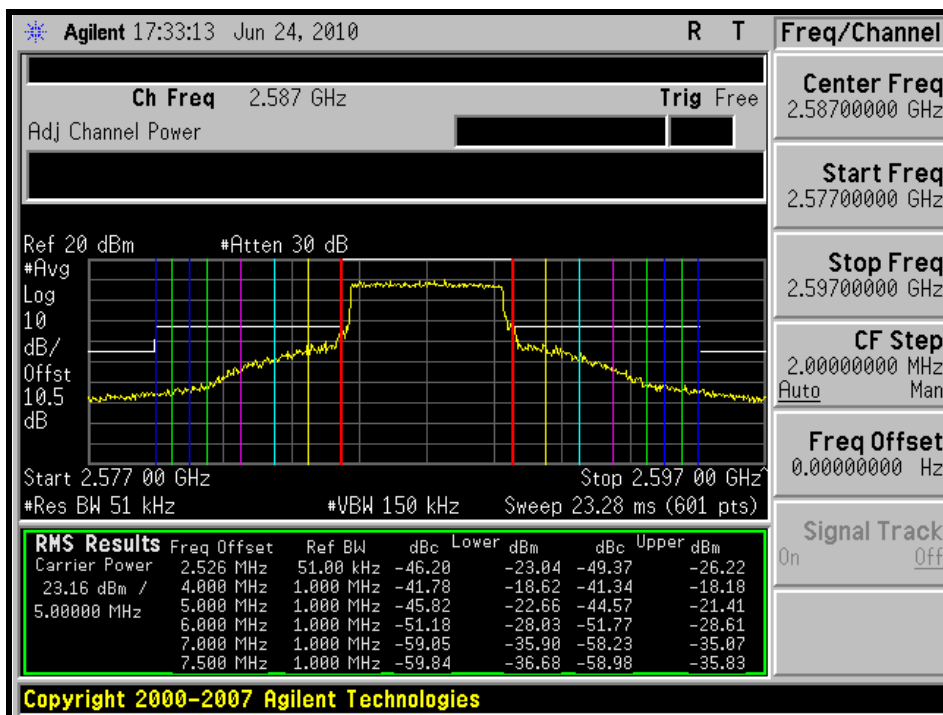 Agilent 17:33:13 Jun 24, 2010 R T
Freq/Channel
Ch Freq 2.587 GHz Trig Free
Adj Channel Power
Center Freq
2.58700000 GHz
Start Freq
2.57700000 GHz
Stop Freq
2.59700000 GHz
CF Step
2.00000000 MHz
Auto Man
Freq Offset
0.00000000 Hz
Signal Track
On Off
Ref 20 dBm #Atten 30 dB
#Avg
Log
10
dB/
Offst
10.5
dB
Start 2.577 00 GHz Stop 2.597 00 GHz^
#Res BW 51 kHz #VBW 150 kHz Sweep 23.28 ms (601 pts)
RMS Results Freq Offset Ref BW dBc Lower dBm dBc Upper dBm
Carrier Power 2.526 MHz 51.00 kHz -46.20 -23.04 -49.37 -26.22
23.16 dBm / 4.000 MHz 1.000 MHz -41.78 -18.62 -41.34 -18.18
5.00000 MHz 5.000 MHz 1.000 MHz -45.82 -22.66 -44.57 -21.41
6.000 MHz 1.000 MHz -51.18 -28.03 -51.77 -28.61
7.000 MHz 1.000 MHz -59.05 -35.90 -58.23 -35.07
7.500 MHz 1.000 MHz -59.84 -36.68 -58.98 -35.83
Copyright 2000-2007 Agilent Technologies